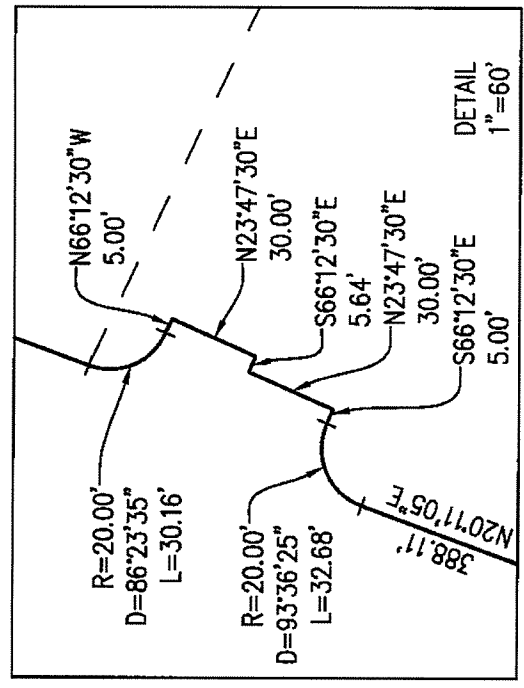 N66°12'30"W
5.00'
N23°47'30"E
30.00'
S66°12'30"E
5.64'
N23°47'30"E
30.00'
S66°12'30"E
5.00'
R=20.00'
D=86°23'35"
L=30.16'
R=20.00'
D=93°36'25"
L=32.68'
388.11'
N20°11'05"E
DETAIL
1"=60'